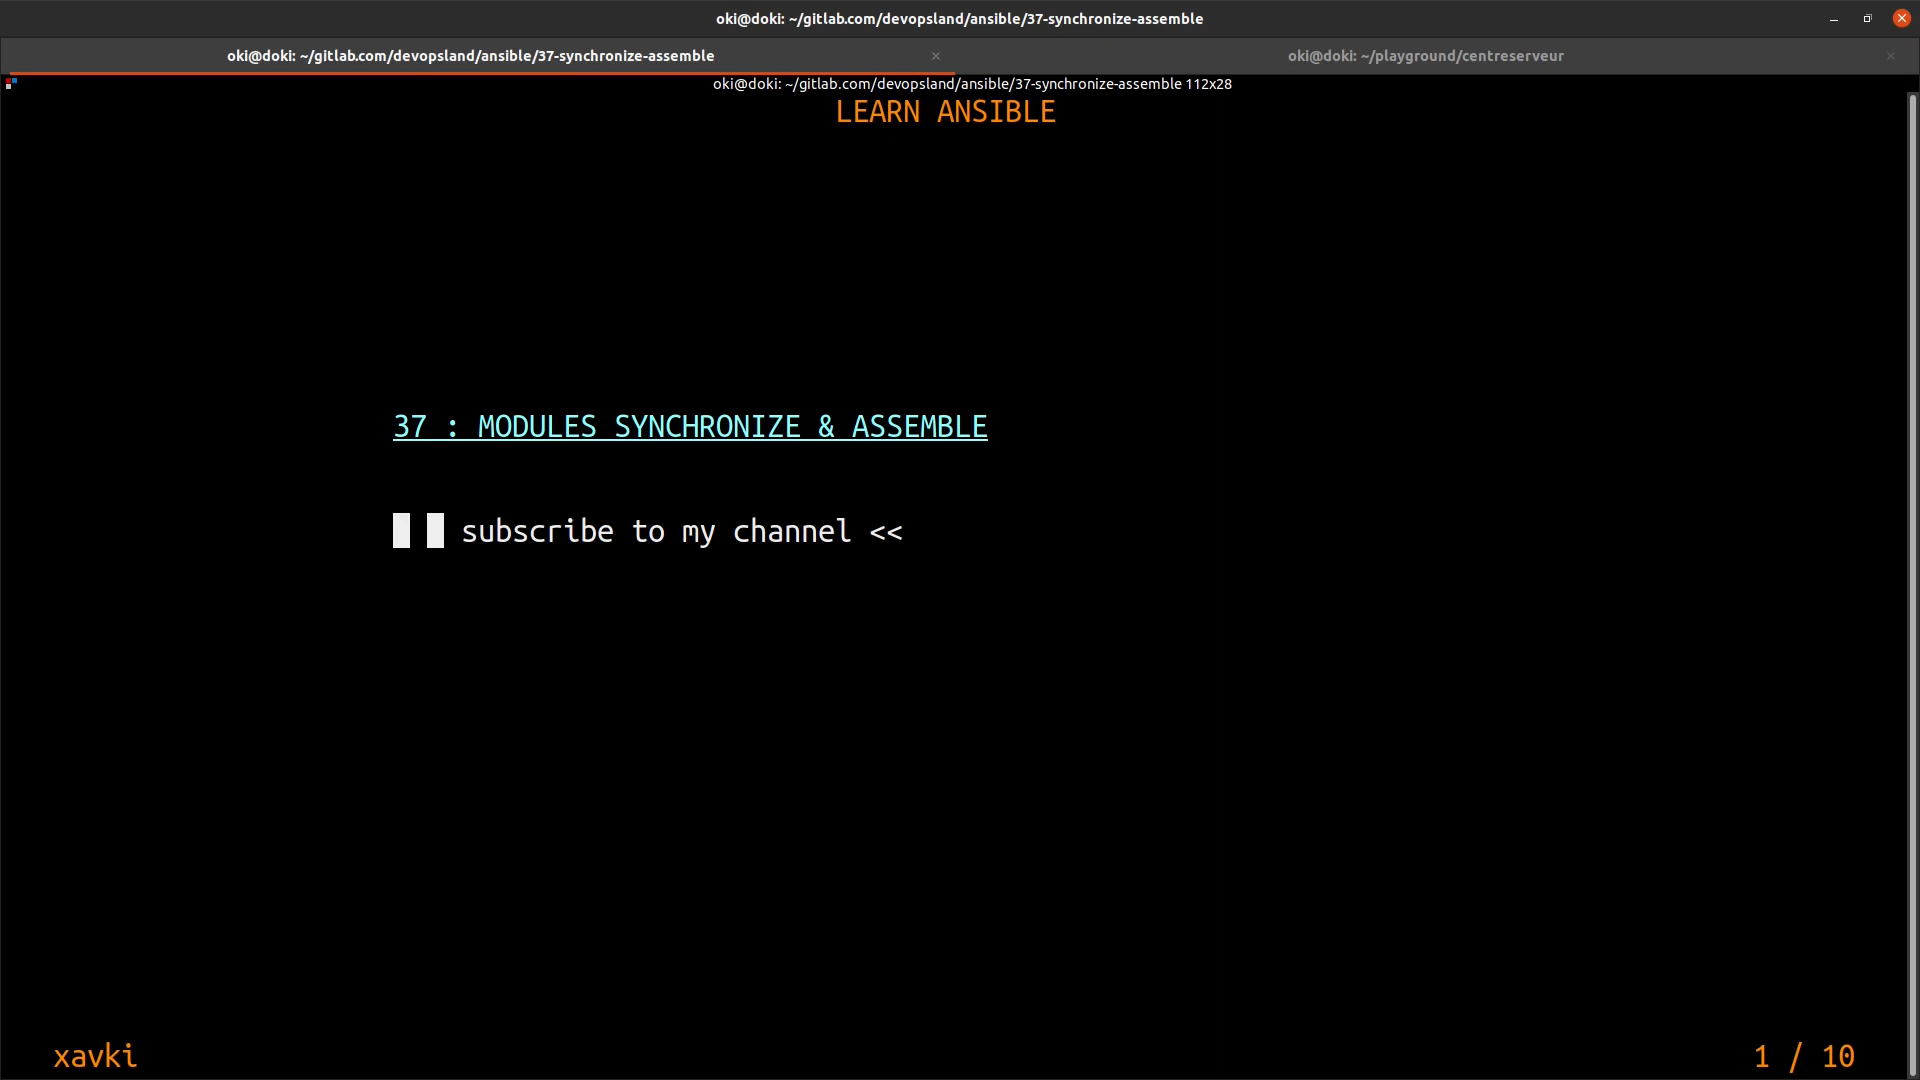 oki@doki: ~/gitlab.com/devopsland/ansible/37-synchronize-assemble
oki@doki: ~/gitlab.com/devopsland/ansible/37-synchronize-assemble
oki@doki: ~/playground/centreserveur
oki@doki: ~/gitlab.com/devopsland/ansible/37-synchronize-assemble 112x28
LEARN ANSIBLE
37 : MODULES SYNCHRONIZE & ASSEMBLE
subscribe to my channel <<
xavki
1 / 10